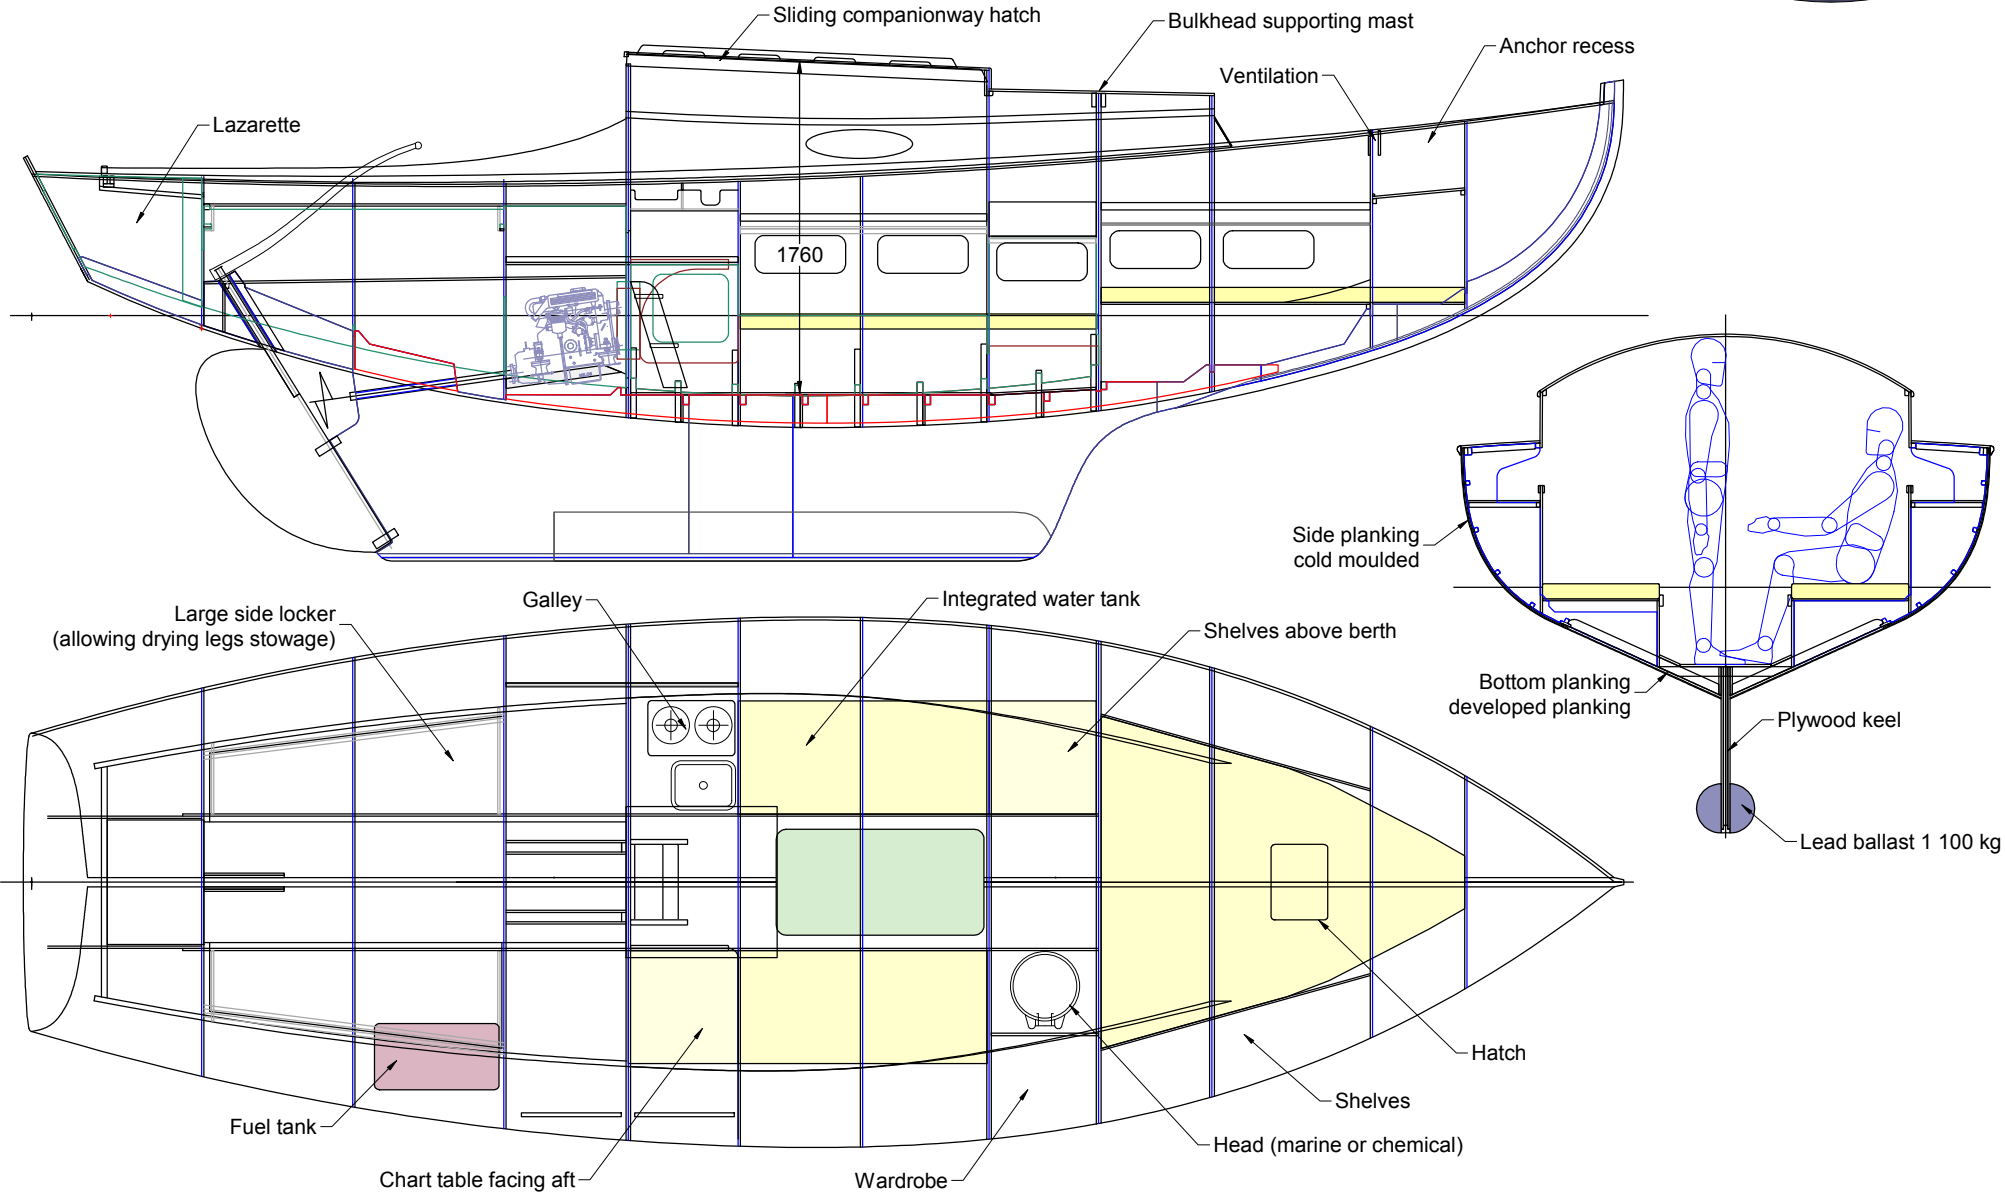 Sliding companionway hatch
Bulkhead supporting mast
Anchor recess
Ventilation
Lazarette
1760
Side planking
cold moulded
Bottom planking
developed planking
Plywood keel
Lead ballast 1 100 kg
Galley
Integrated water tank
Large side locker
(allowing drying legs stowage)
Shelves above berth
Hatch
Shelves
Fuel tank
Head (marine or chemical)
Chart table facing aft
Wardrobe